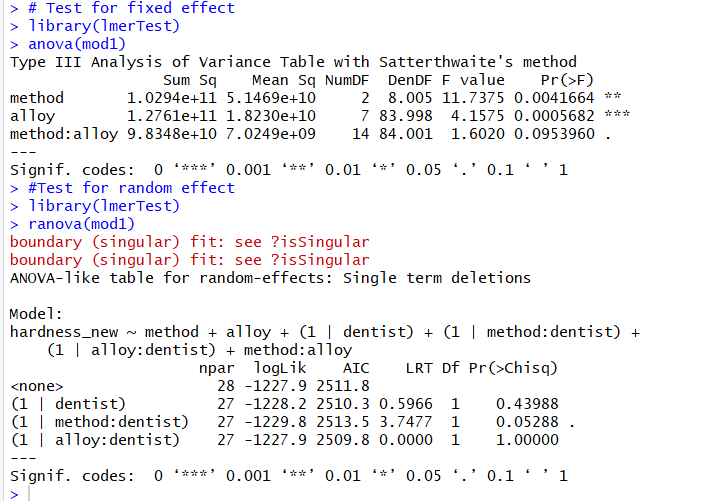 > # Test for fixed effect
> library(lmerTest)
> anova(mod1)
Type III Analysis of Variance Table with Satterthwaite's method
                 Sum Sq    Mean Sq NumDF  DenDF F value    Pr(>F)
method       1.0294e+11 5.1469e+10     2  8.005 11.7375 0.0041664 **
alloy        1.2761e+11 1.8230e+10     7 83.998  4.1575 0.0005682 ***
method:alloy 9.8348e+10 7.0249e+09    14 84.001  1.6020 0.0953960 .
---
Signif. codes:  0 ‘***’ 0.001 ‘**’ 0.01 ‘*’ 0.05 ‘.’ 0.1 ‘ ’ 1
> #Test for random effect
> library(lmerTest)
> ranova(mod1)
boundary (singular) fit: see ?isSingular
boundary (singular) fit: see ?isSingular
ANOVA-like table for random-effects: Single term deletions

Model:
hardness_new ~ method + alloy + (1 | dentist) + (1 | method:dentist) +
    (1 | alloy:dentist) + method:alloy
                     npar  logLik    AIC    LRT Df Pr(>Chisq)
<none>                 28 -1227.9 2511.8
(1 | dentist)          27 -1228.2 2510.3 0.5966  1    0.43988
(1 | method:dentist)   27 -1229.8 2513.5 3.7477  1    0.05288 .
(1 | alloy:dentist)    27 -1227.9 2509.8 0.0000  1    1.00000
---
Signif. codes:  0 ‘***’ 0.001 ‘**’ 0.01 ‘*’ 0.05 ‘.’ 0.1 ‘ ’ 1
>